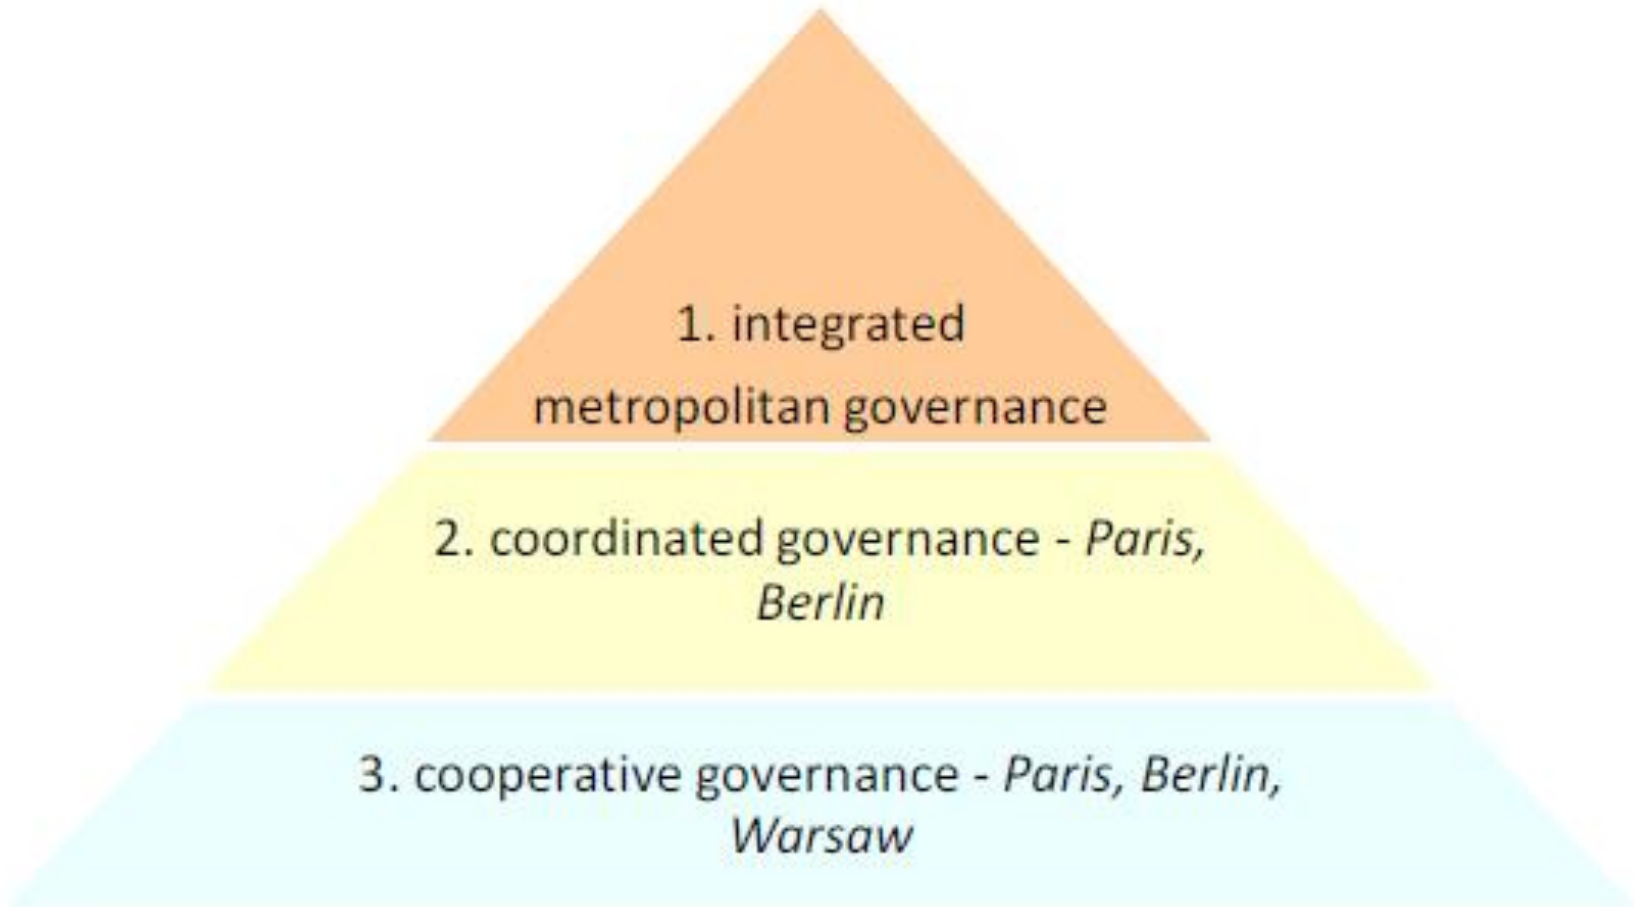 1. integrated
metropolitan governance
2. coordinated governance - Paris,
Berlin
3. cooperative governance - Paris, Berlin,
Warsaw